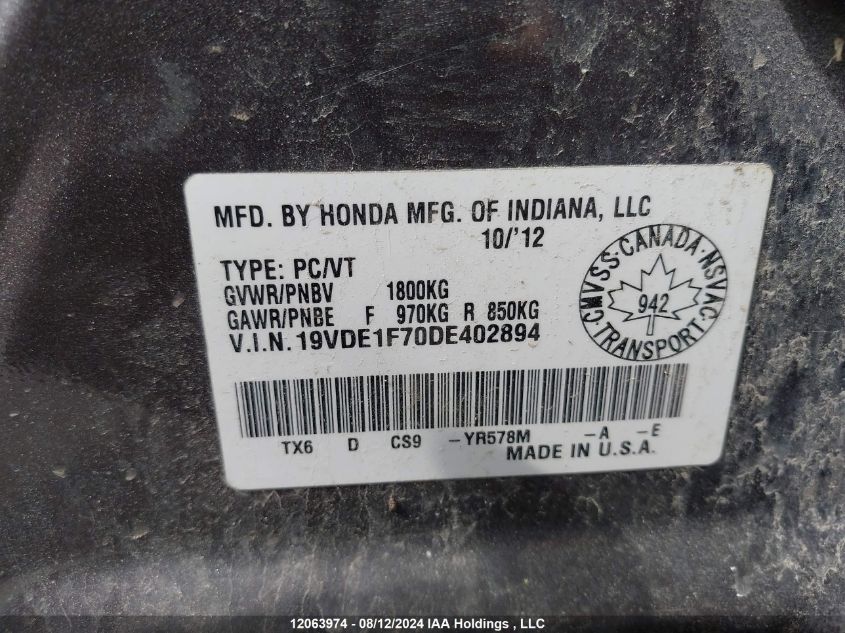 MFD. BY HONDA MFG. OF INDIANA, LLC
10/'12
TYPE: PC/VT
GVWR/PNBV 1800KG
GAWR/PNBE F 970KG R 850KG
V.I.N. 19VDE1F70DE402894
CMVSS · CANADA · NSVAC
942
TRANSPORT
TX6 D CS9 -YR578M -A -E
MADE IN U.S.A.
12063974 - 08/12/2024 IAA Holdings , LLC